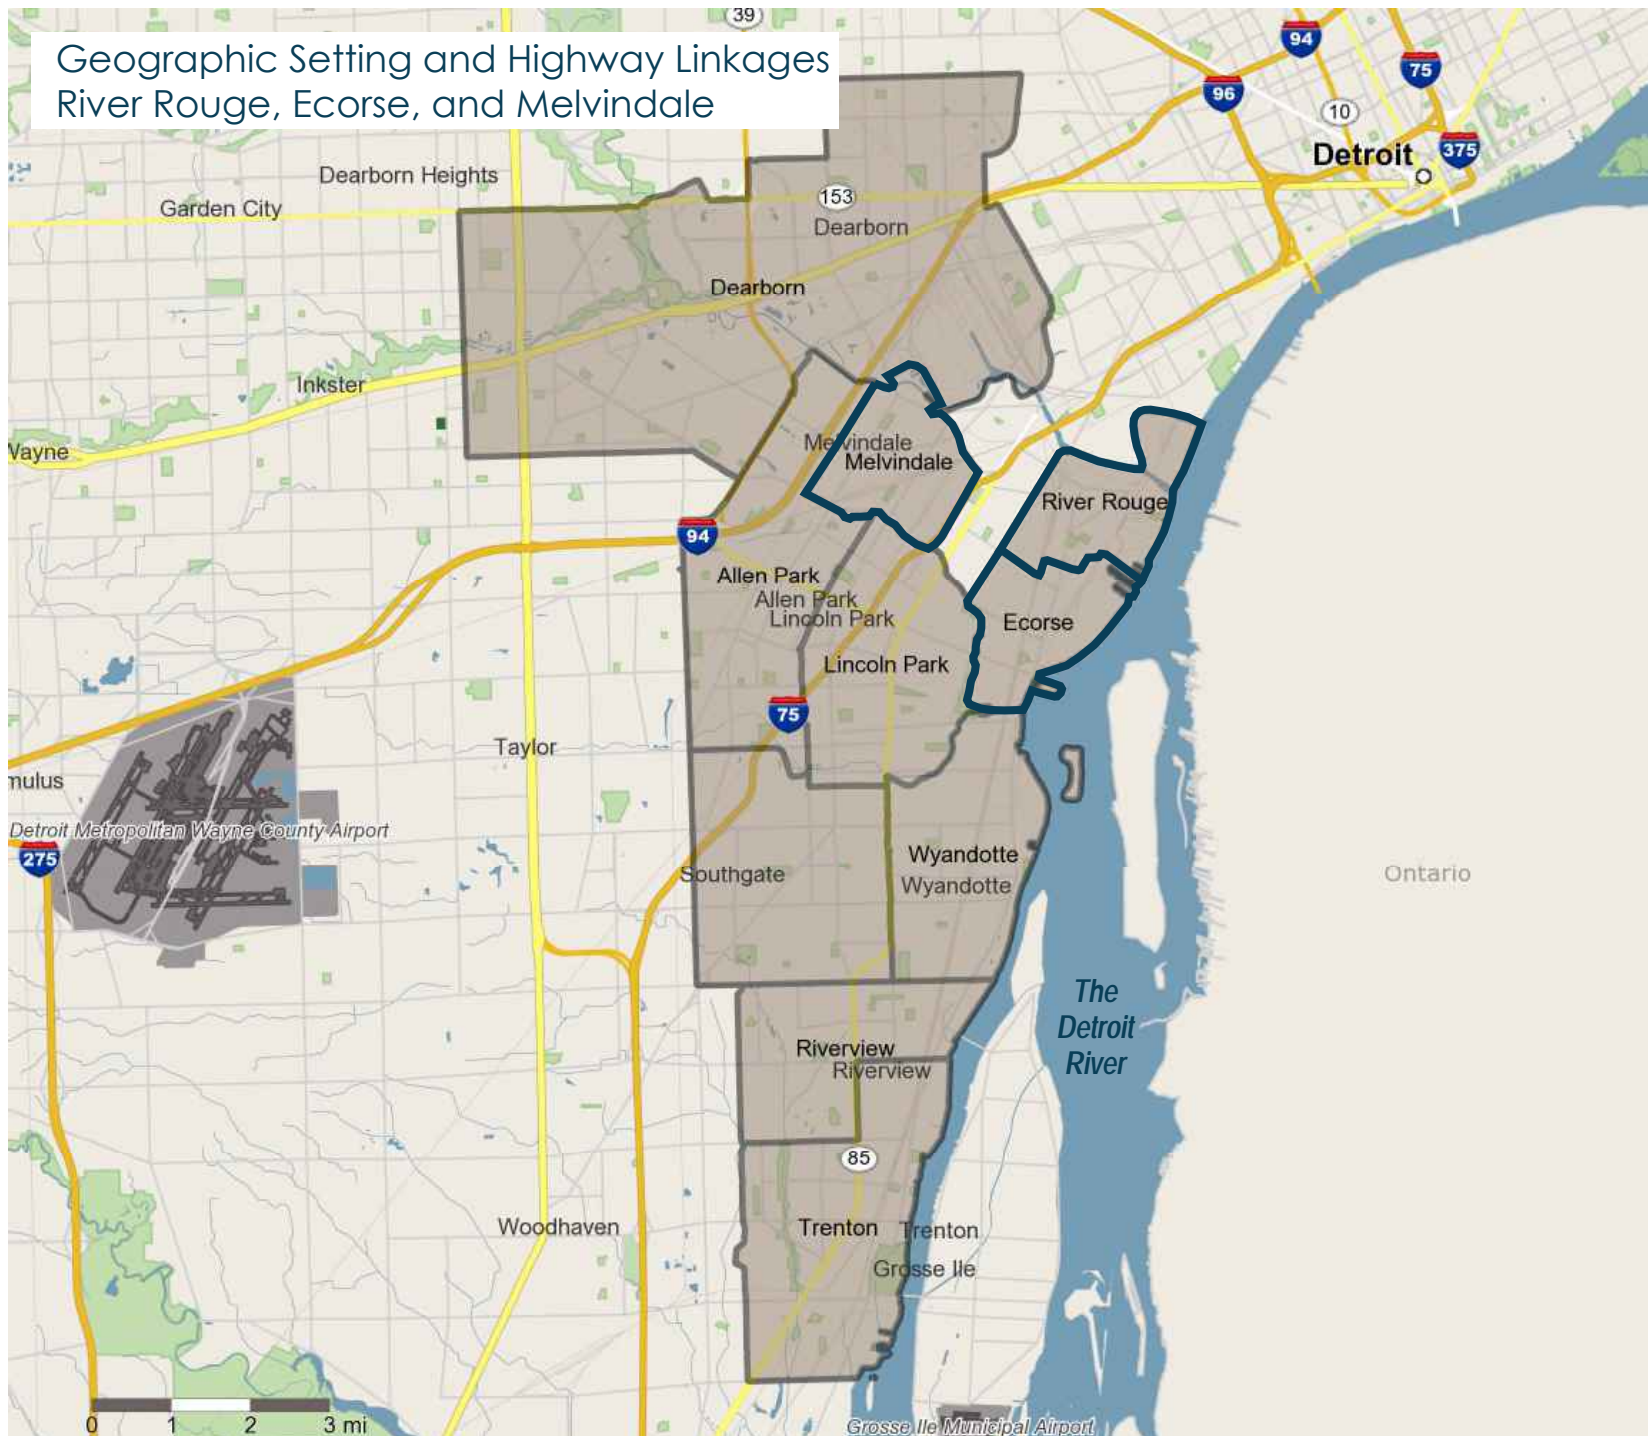 Geographic Setting and Highway Linkages
River Rouge, Ecorse, and Melvindale
39
94
75
96
10
Detroit
375
Dearborn Heights
153
Garden City
Dearborn
Dearborn
Inkster
Wayne
Melvindale
Melvindale
River Rouge
94
Allen Park
Allen Park
Lincoln Park
Ecorse
Lincoln Park
75
Taylor
mulus
Detroit Metropolitan Wayne County Airport
275
Wyandotte
Southgate
Wyandotte
Ontario
The
Detroit
River
Riverview
Riverview
85
Woodhaven
Trenton
Trenton
Grosse Ile
0 1 2 3 mi
Grosse Ile Municipal Airport